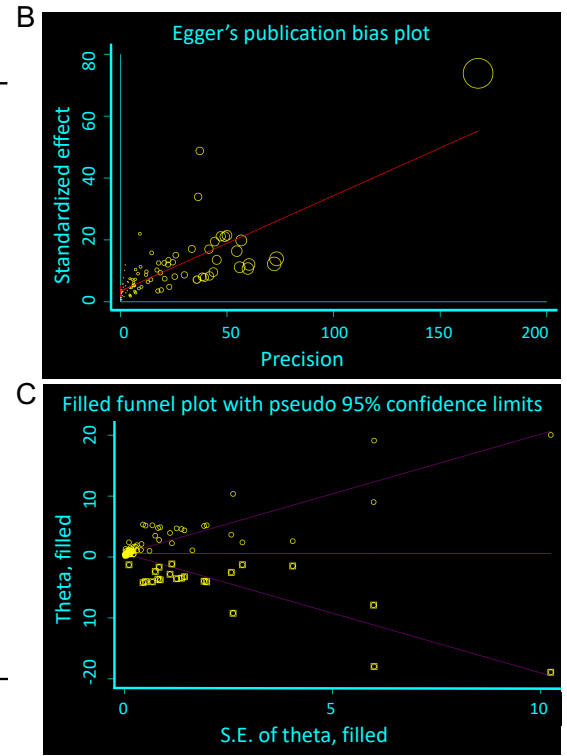 B
Egger's publication bias plot
Standardized effect
80
60
40
20
0
0 50 100 150 200
Precision
C
Filled funnel plot with pseudo 95% confidence limits
Theta, filled
20
10
0
10
-20
0 5 10
S.E. of theta, filled